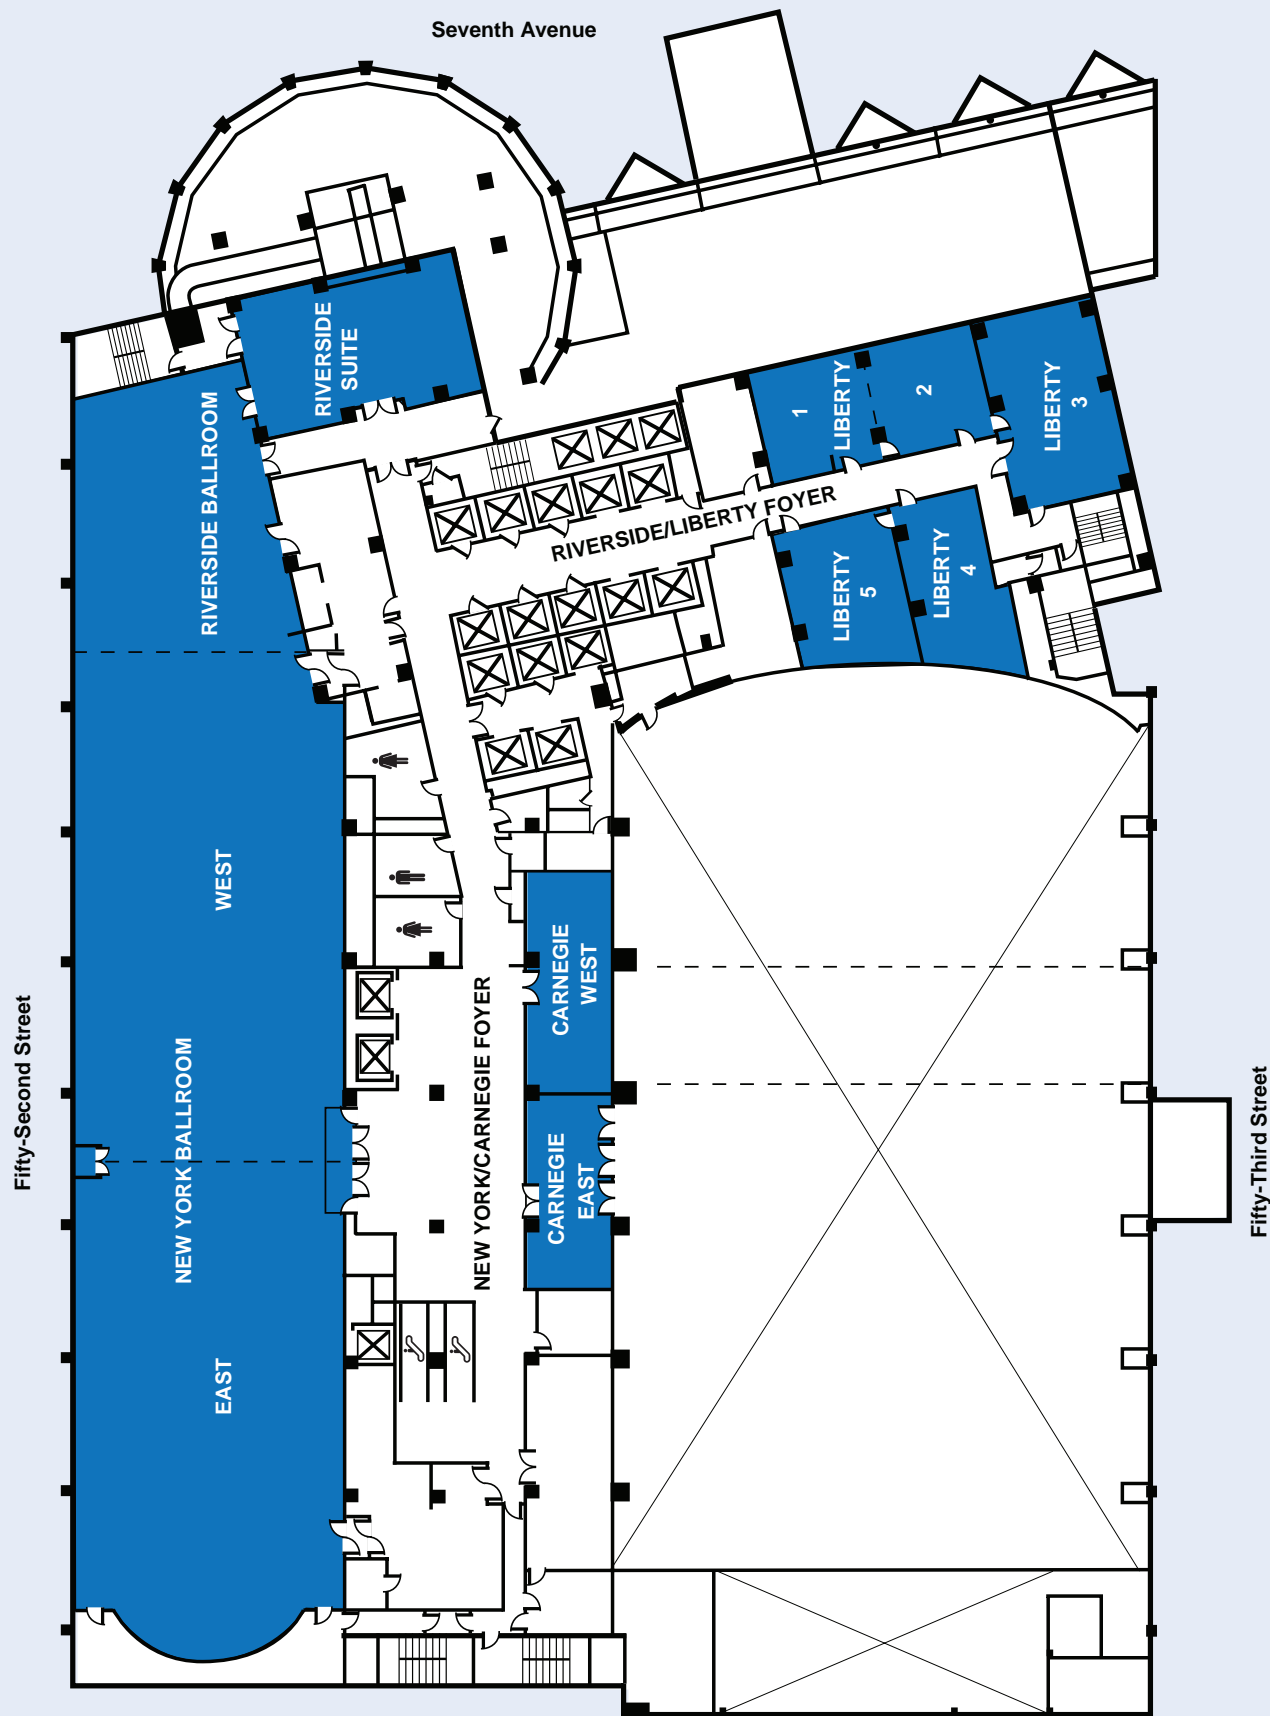 Seventh Avenue
RIVERSIDE
SUITE
RIVERSIDE BALLROOM
LIBERTY
1
2
LIBERTY
3
RIVERSIDE/LIBERTY FOYER
LIBERTY
5
LIBERTY
4
WEST
NEW YORK BALLROOM
EAST
NEW YORK/CARNEGIE FOYER
CARNEGIE
WEST
CARNEGIE
EAST
Fifty-Second Street
Fifty-Third Street